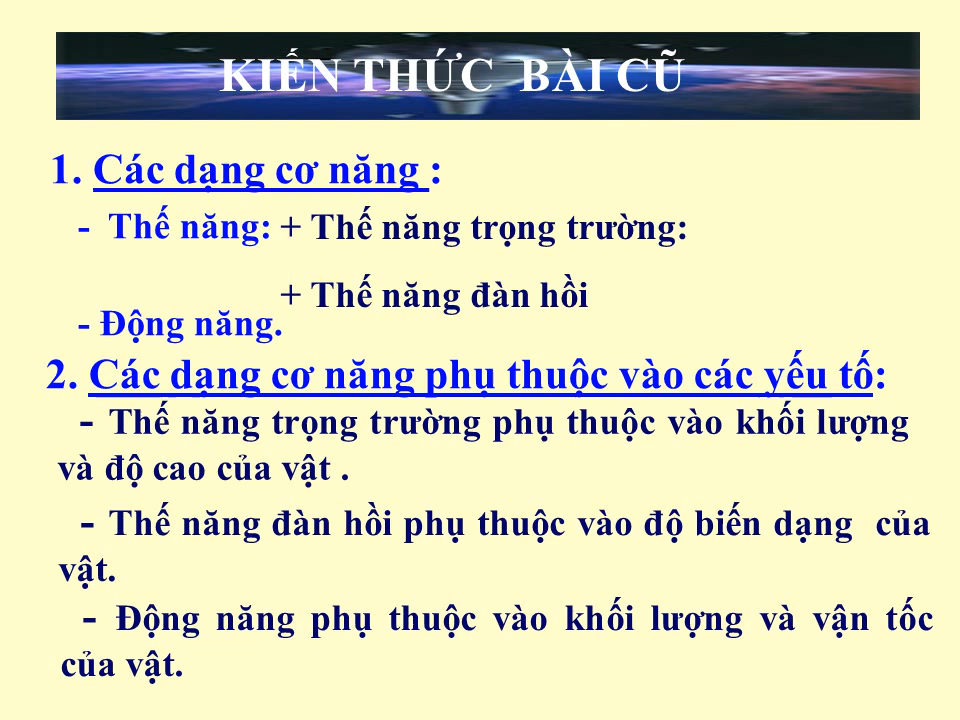 KIẾN THỨC BÀI CŨ
1. Các dạng cơ năng :
- Thế năng: + Thế năng trọng trường:
+ Thế năng đàn hồi
- Động năng.
2. Các dạng cơ năng phụ thuộc vào các yếu tố:
- Thế năng trọng trường phụ thuộc vào khối lượng
và độ cao của vật .
- Thế năng đàn hồi phụ thuộc vào độ biến dạng của
vật.
- Động năng phụ thuộc vào khối lượng và vận tốc
của vật.